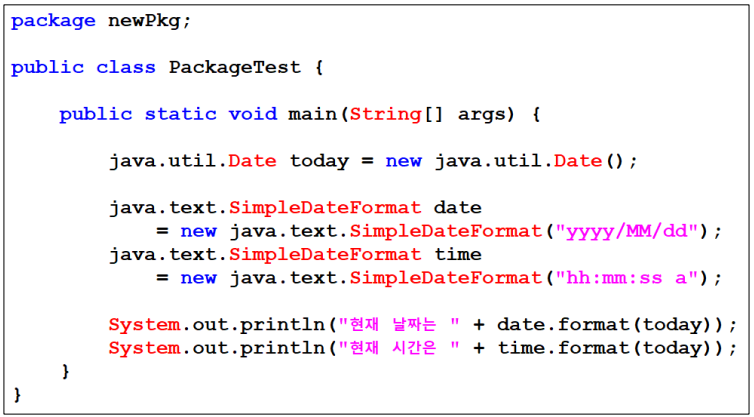 package newPkg;
public class PackageTest {
public static void main(String[] args) {
java.util.Date today = new java.util.Date();
java.text.SimpleDateFormat date
= new java.text.SimpleDateFormat("yyyy/MM/dd");
java.text.SimpleDateFormat time
= new java.text.SimpleDateFormat("hh:mm:ss a");
System.out.println("현재 날짜는 " + date.format(today));
System.out.println("현재 시간은 " + time.format(today));
}
}